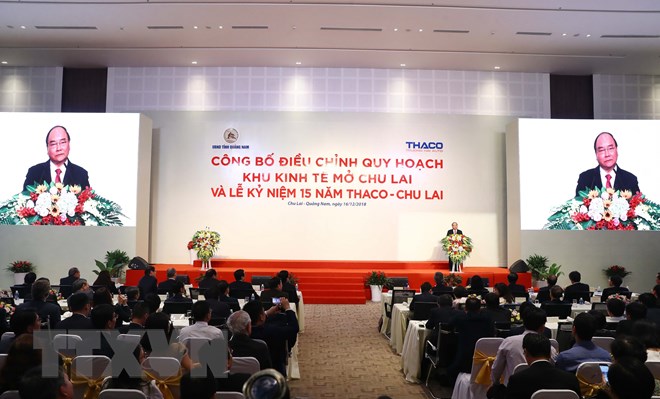 UBND TỈNH QUẢNG NAM
THACO
CÔNG BỐ ĐIỀU CHỈNH QUY HOẠCH
KHU KINH TẾ MỞ CHU LAI
VÀ LỄ KỶ NIỆM 15 NĂM THACO - CHU LAI
Chu Lai - Quảng Nam, ngày 16/12/2018
TTXVN